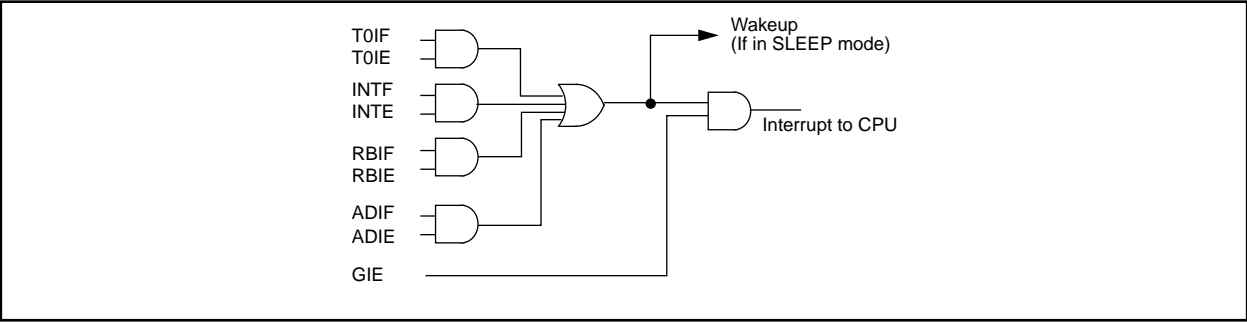 T0IF
T0IE
INTF
INTE
RBIF
RBIE
ADIF
ADIE
GIE
Wakeup
(If in SLEEP mode)
Interrupt to CPU